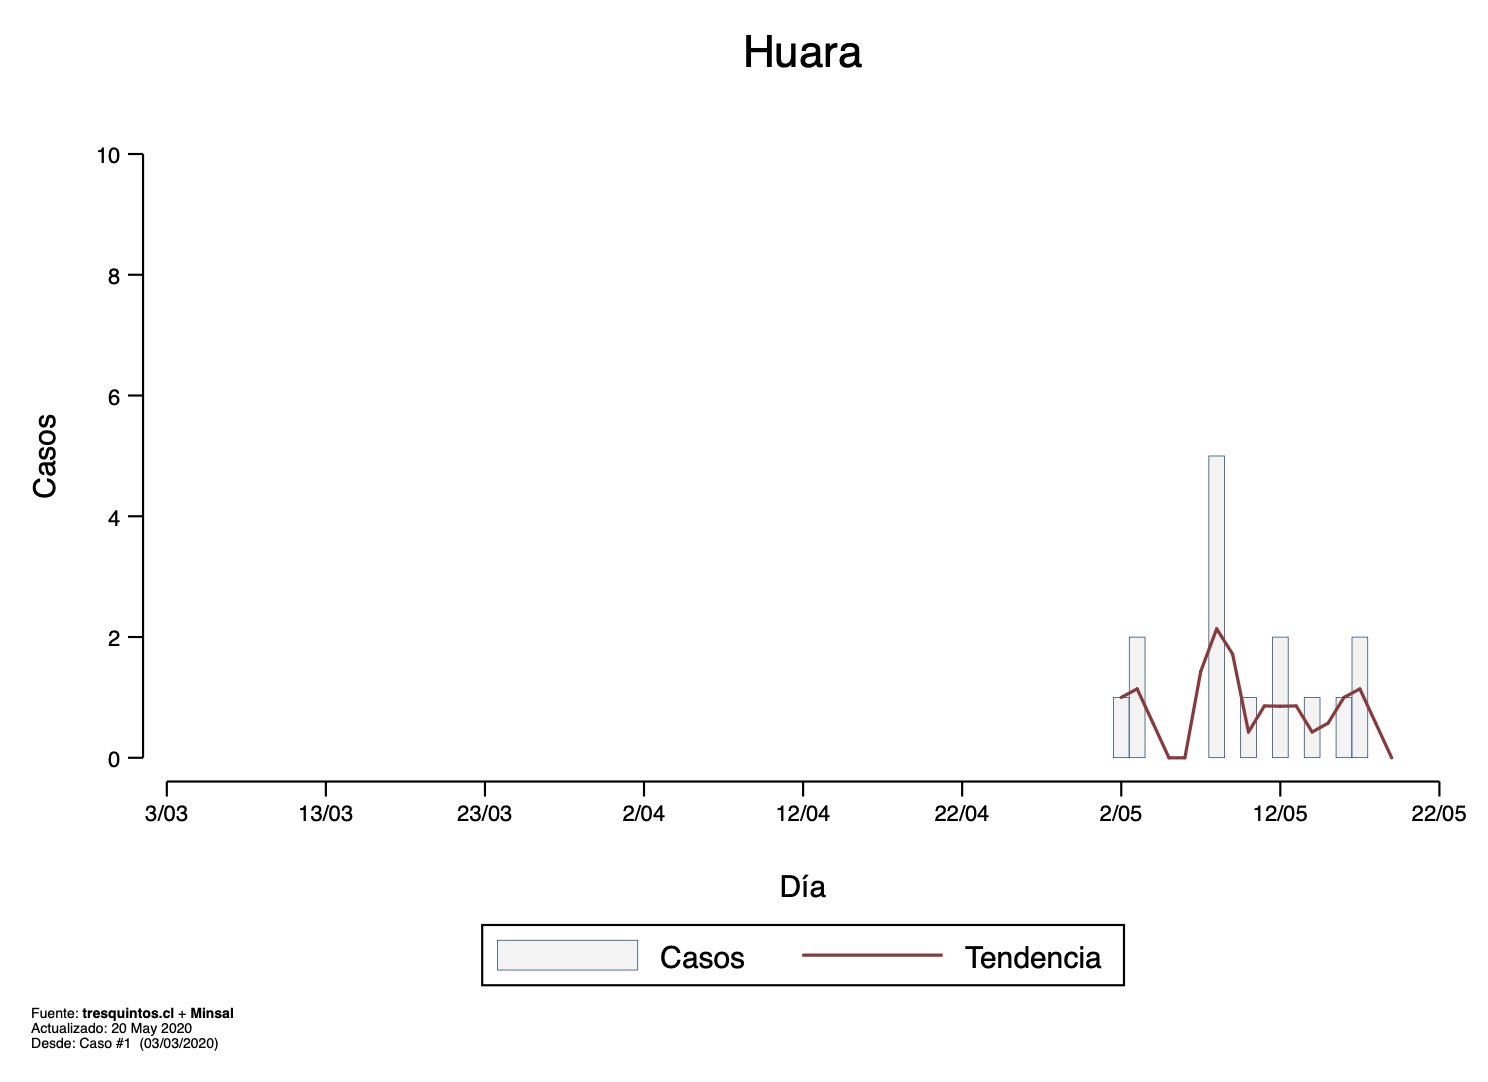 Huara
10
8
6
4
2
0
Casos
3/03 13/03 23/03 2/04 12/04 22/04 2/05 12/05 22/05
Día
Casos Tendencia
Fuente: tresquintos.cl + Minsal
Actualizado: 20 May 2020
Desde: Caso #1 (03/03/2020)